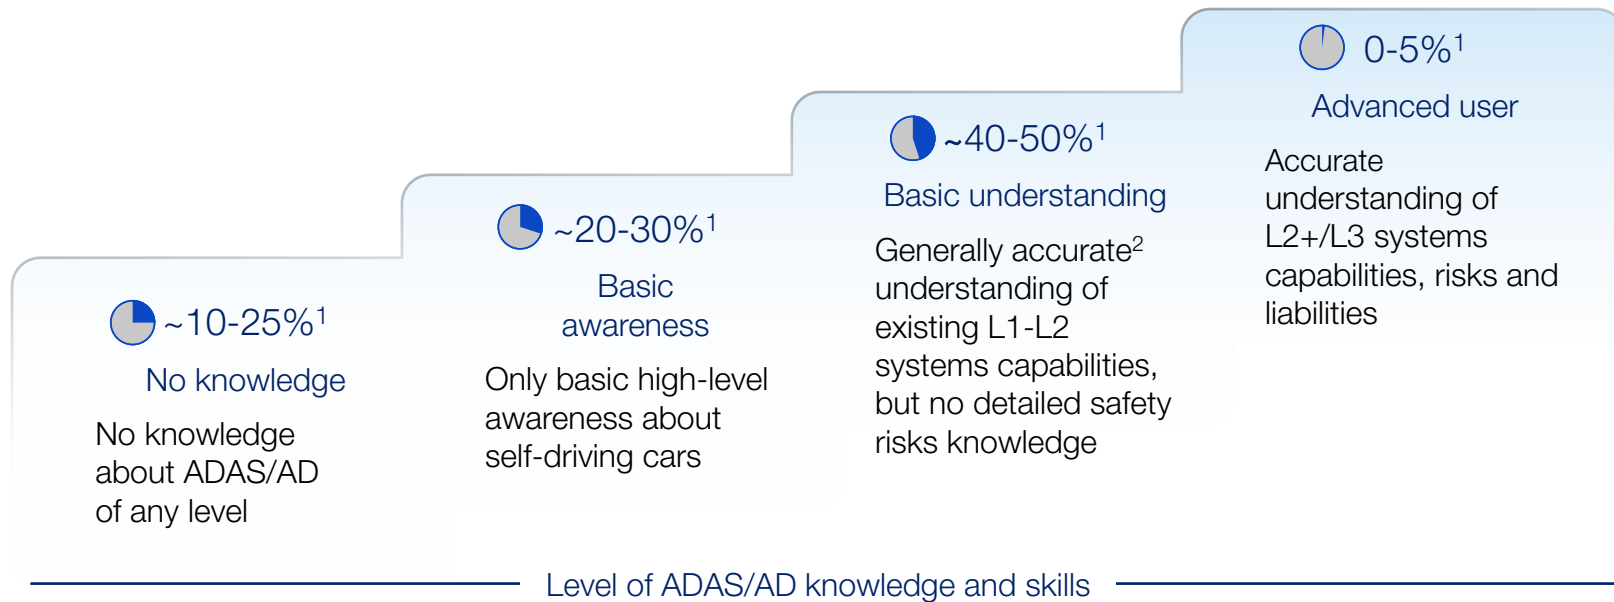 ~10-25%1
No knowledge
No knowledge
about ADAS/AD
of any level
~20-30%1
Basic
awareness
Only basic high-level
awareness about
self-driving cars
~40-50%1
Basic understanding
Generally accurate2
understanding of
existing L1-L2
systems capabilities,
but no detailed safety
risks knowledge
0-5%1
Advanced user
Accurate
understanding of
L2+/L3 systems
capabilities, risks and
liabilities
Level of ADAS/AD knowledge and skills